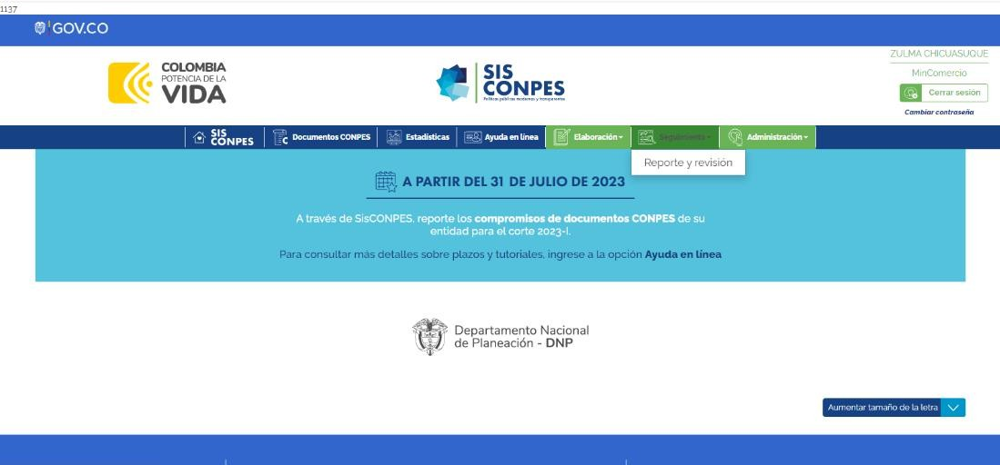 1137
GOV.CO
ZULMA CHICUASUQUE
COLOMBIA
POTENCIA DE LA
VIDA
SIS
CONPES
Políticas públicas modernas y transparentes
MinComercio
Cerrar sesión
Cambiar contraseña
SIS
CONPES
Documentos CONPES
Estadísticas
Ayuda en línea
Elaboración
Seguimiento
Administración
Reporte y revisión
A PARTIR DEL 31 DE JULIO DE 2023
A través de SisCONPES, reporte los compromisos de documentos CONPES de su
entidad para el corte 2023-I.
Para consultar más detalles sobre plazos y tutoriales, ingrese a la opción Ayuda en línea
Departamento Nacional
de Planeación - DNP
Aumentar tamaño de la letra